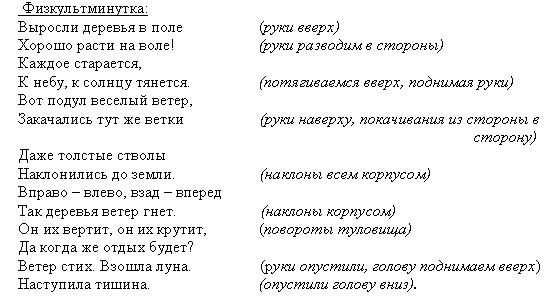 Физкультминутка:
Выросли деревья в поле (руки вверх)
Хорошо расти на воле! (руки разводим в стороны)
Каждое старается,
К небу, к солнцу тянется. (потягиваемся вверх, поднимая руки)
Вот подул веселый ветер,
Закачались тут же ветки (руки наверху, покачивания из стороны в
сторону)
Даже толстые стволы
Наклонились до земли. (наклоны всем корпусом)
Вправо – влево, взад – вперед
Так деревья ветер гнет. (наклоны корпусом)
Он их вертит, он их крутит, (повороты туловища)
Да когда же отдых будет?
Ветер стих. Взошла луна. (руки опустили, голову поднимаем вверх)
Наступила тишина. (опустили голову вниз).